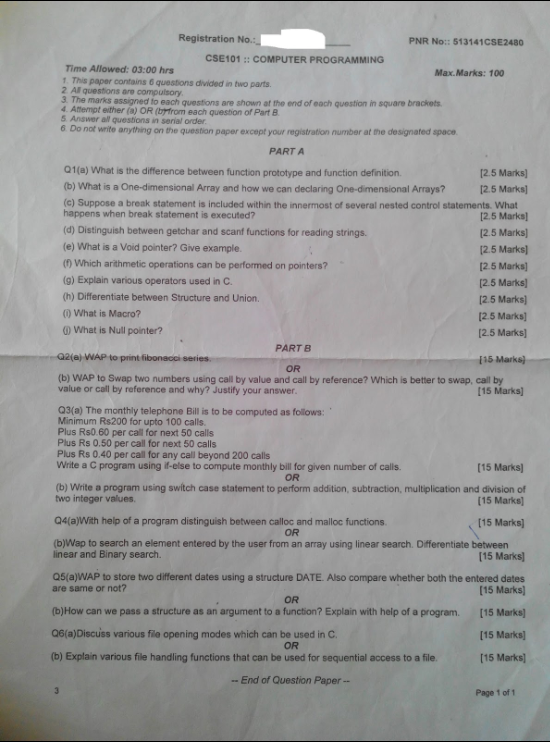 Registration No.:
PNR No:: 513141CSE2480
CSE101 :: COMPUTER PROGRAMMING
Time Allowed: 03:00 hrs
Max.Marks: 100
1. This paper contains 6 questions divided in two parts.
2. All questions are compulsory.
3. The marks assigned to each questions are shown at the end of each question in square brackets.
4. Attempt either (a) OR (b) from each question of Part B.
5. Answer all questions in serial order.
6. Do not write anything on the question paper except your registration number at the designated space.
PART A
Q1(a) What is the difference between function prototype and function definition. [2.5 Marks]
(b) What is a One-dimensional Array and how we can declaring One-dimensional Arrays? [2.5 Marks]
(c) Suppose a break statement is included within the innermost of several nested control statements. What
happens when break statement is executed? [2.5 Marks]
(d) Distinguish between getchar and scanf functions for reading strings. [2.5 Marks]
(e) What is a Void pointer? Give example. [2.5 Marks]
(f) Which arithmetic operations can be performed on pointers? [2.5 Marks]
(g) Explain various operators used in C. [2.5 Marks]
(h) Differentiate between Structure and Union. [2.5 Marks]
(i) What is Macro? [2.5 Marks]
(j) What is Null pointer? [2.5 Marks]
PART B
Q2(a) WAP to print fibonacci series. [15 Marks]
OR
(b) WAP to Swap two numbers using call by value and call by reference? Which is better to swap, call by
value or call by reference and why? Justify your answer. [15 Marks]
Q3(a) The monthly telephone Bill is to be computed as follows:
Minimum Rs200 for upto 100 calls.
Plus Rs0.60 per call for next 50 calls
Plus Rs 0.50 per call for next 50 calls
Plus Rs 0.40 per call for any call beyond 200 calls
Write a C program using if-else to compute monthly bill for given number of calls. [15 Marks]
OR
(b) Write a program using switch case statement to perform addition, subtraction, multiplication and division of
two integer values. [15 Marks]
Q4(a)With help of a program distinguish between calloc and malloc functions. [15 Marks]
OR
(b)Wap to search an element entered by the user from an array using linear search. Differentiate between
linear and Binary search. [15 Marks]
Q5(a)WAP to store two different dates using a structure DATE. Also compare whether both the entered dates
are same or not? [15 Marks]
OR
(b)How can we pass a structure as an argument to a function? Explain with help of a program. [15 Marks]
Q6(a)Discuss various file opening modes which can be used in C. [15 Marks]
OR
(b) Explain various file handling functions that can be used for sequential access to a file. [15 Marks]
-- End of Question Paper --
3
Page 1 of 1